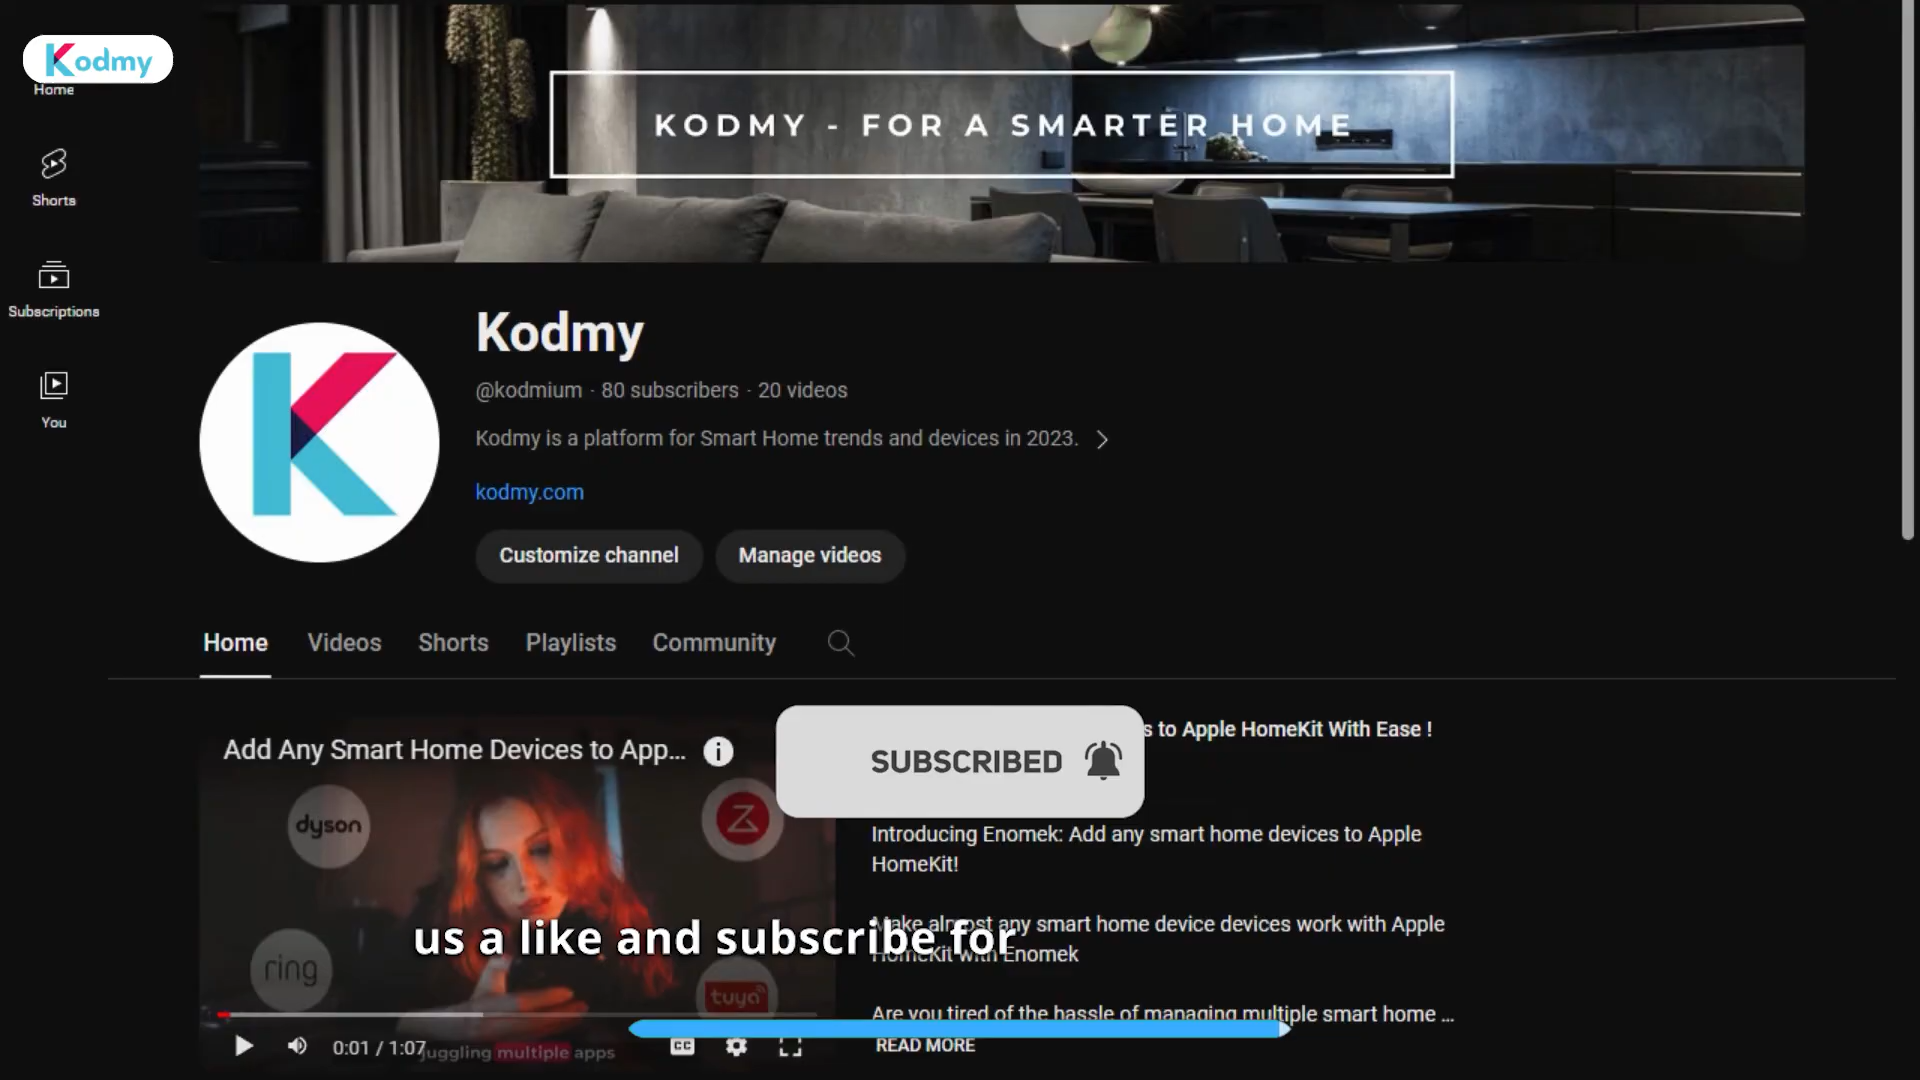 Kodmy
Home
Shorts
Subscriptions
You
KODMY - FOR A SMARTER HOME
Kodmy
@kodmium · 80 subscribers · 20 videos
Kodmy is a platform for Smart Home trends and devices in 2023.
kodmy.com
Customize channel
Manage videos
Home Videos Shorts Playlists Community
Add Any Smart Home Devices to App...
dyson
ring
tuya
0:01 / 1:07
juggling multiple apps
CC
SUBSCRIBED
to Apple HomeKit With Ease !
Introducing Enomek: Add any smart home devices to Apple
HomeKit!
Make almost any smart home device devices work with Apple
HomeKit with Enomek
Are you tired of the hassle of managing multiple smart home ...
READ MORE
us a like and subscribe for